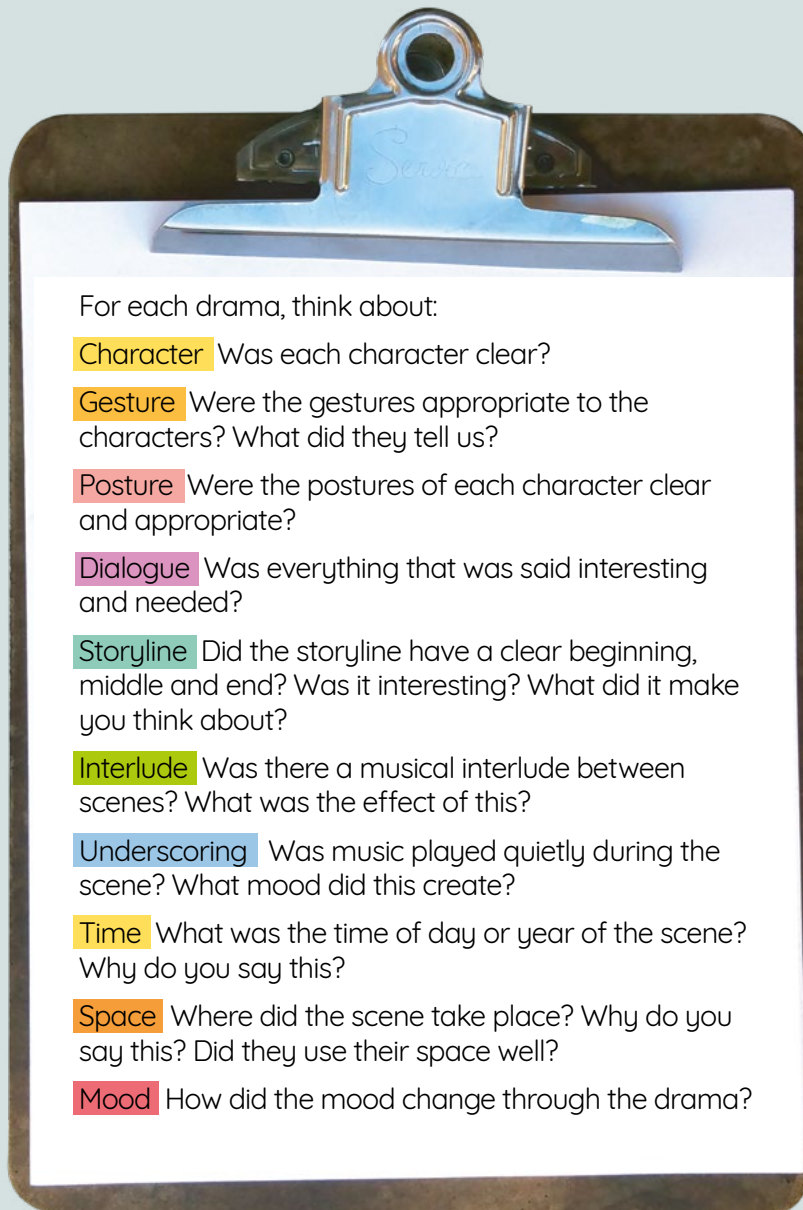 For each drama, think about:
Character Was each character clear?
Gesture Were the gestures appropriate to the
characters? What did they tell us?
Posture Were the postures of each character clear
and appropriate?
Dialogue Was everything that was said interesting
and needed?
Storyline Did the storyline have a clear beginning,
middle and end? Was it interesting? What did it make
you think about?
Interlude Was there a musical interlude between
scenes? What was the effect of this?
Underscoring Was music played quietly during the
scene? What mood did this create?
Time What was the time of day or year of the scene?
Why do you say this?
Space Where did the scene take place? Why do you
say this? Did they use their space well?
Mood How did the mood change through the drama?